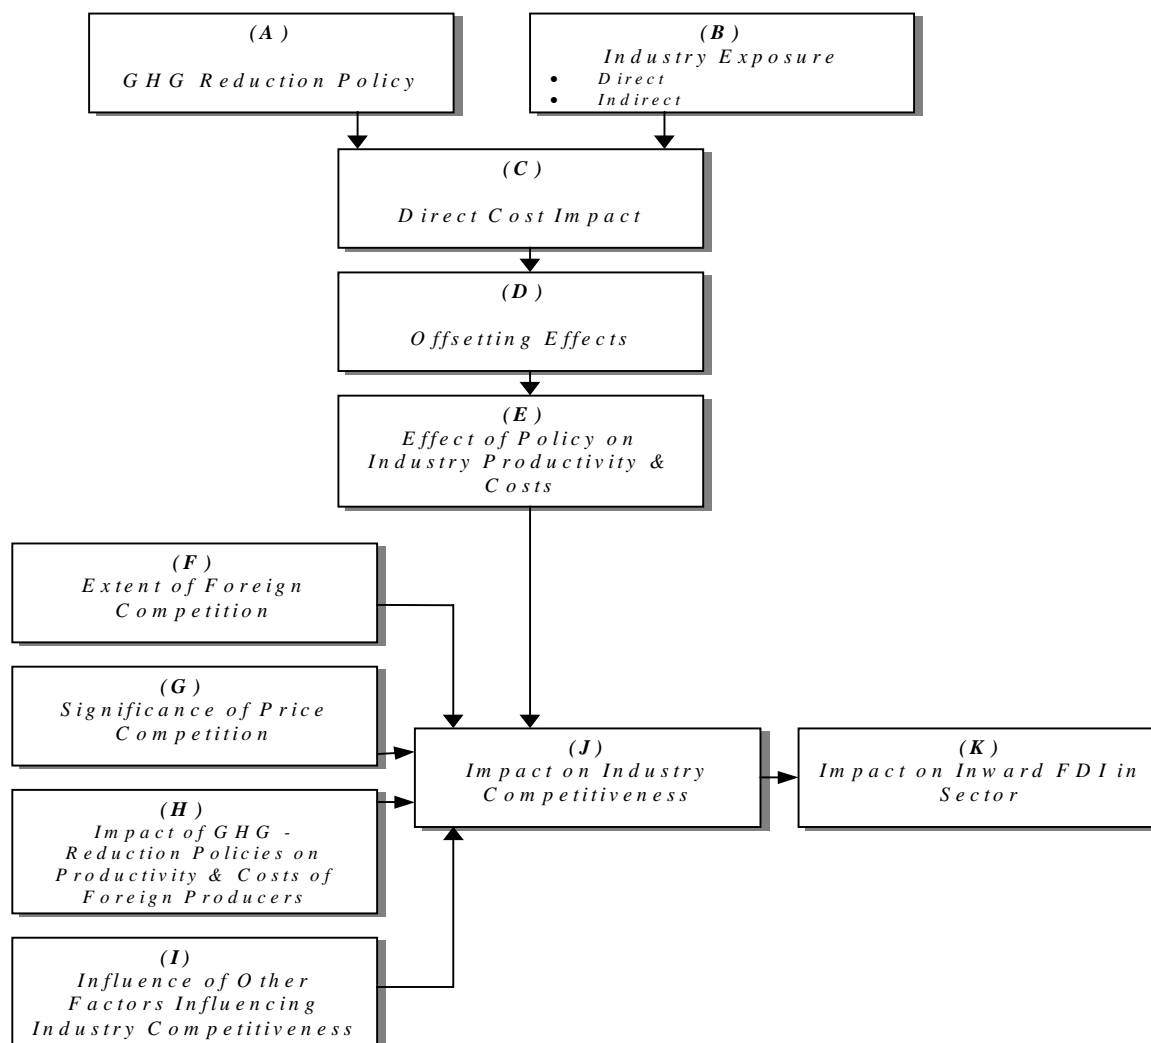 (A)
GHG Reduction Policy
(B)
Industry Exposure
• Direct
• Indirect
(C)
Direct Cost Impact
(D)
Offsetting Effects
(E)
Effect of Policy on
Industry Productivity &
Costs
(F)
Extent of Foreign
Competition
(G)
Significance of Price
Competition
(H)
Impact of GHG -
Reduction Policies on
Productivity & Costs of
Foreign Producers
(I)
Influence of Other
Factors Influencing
Industry Competitiveness
(J)
Impact on Industry
Competitiveness
(K)
Impact on Inward FDI in
Sector